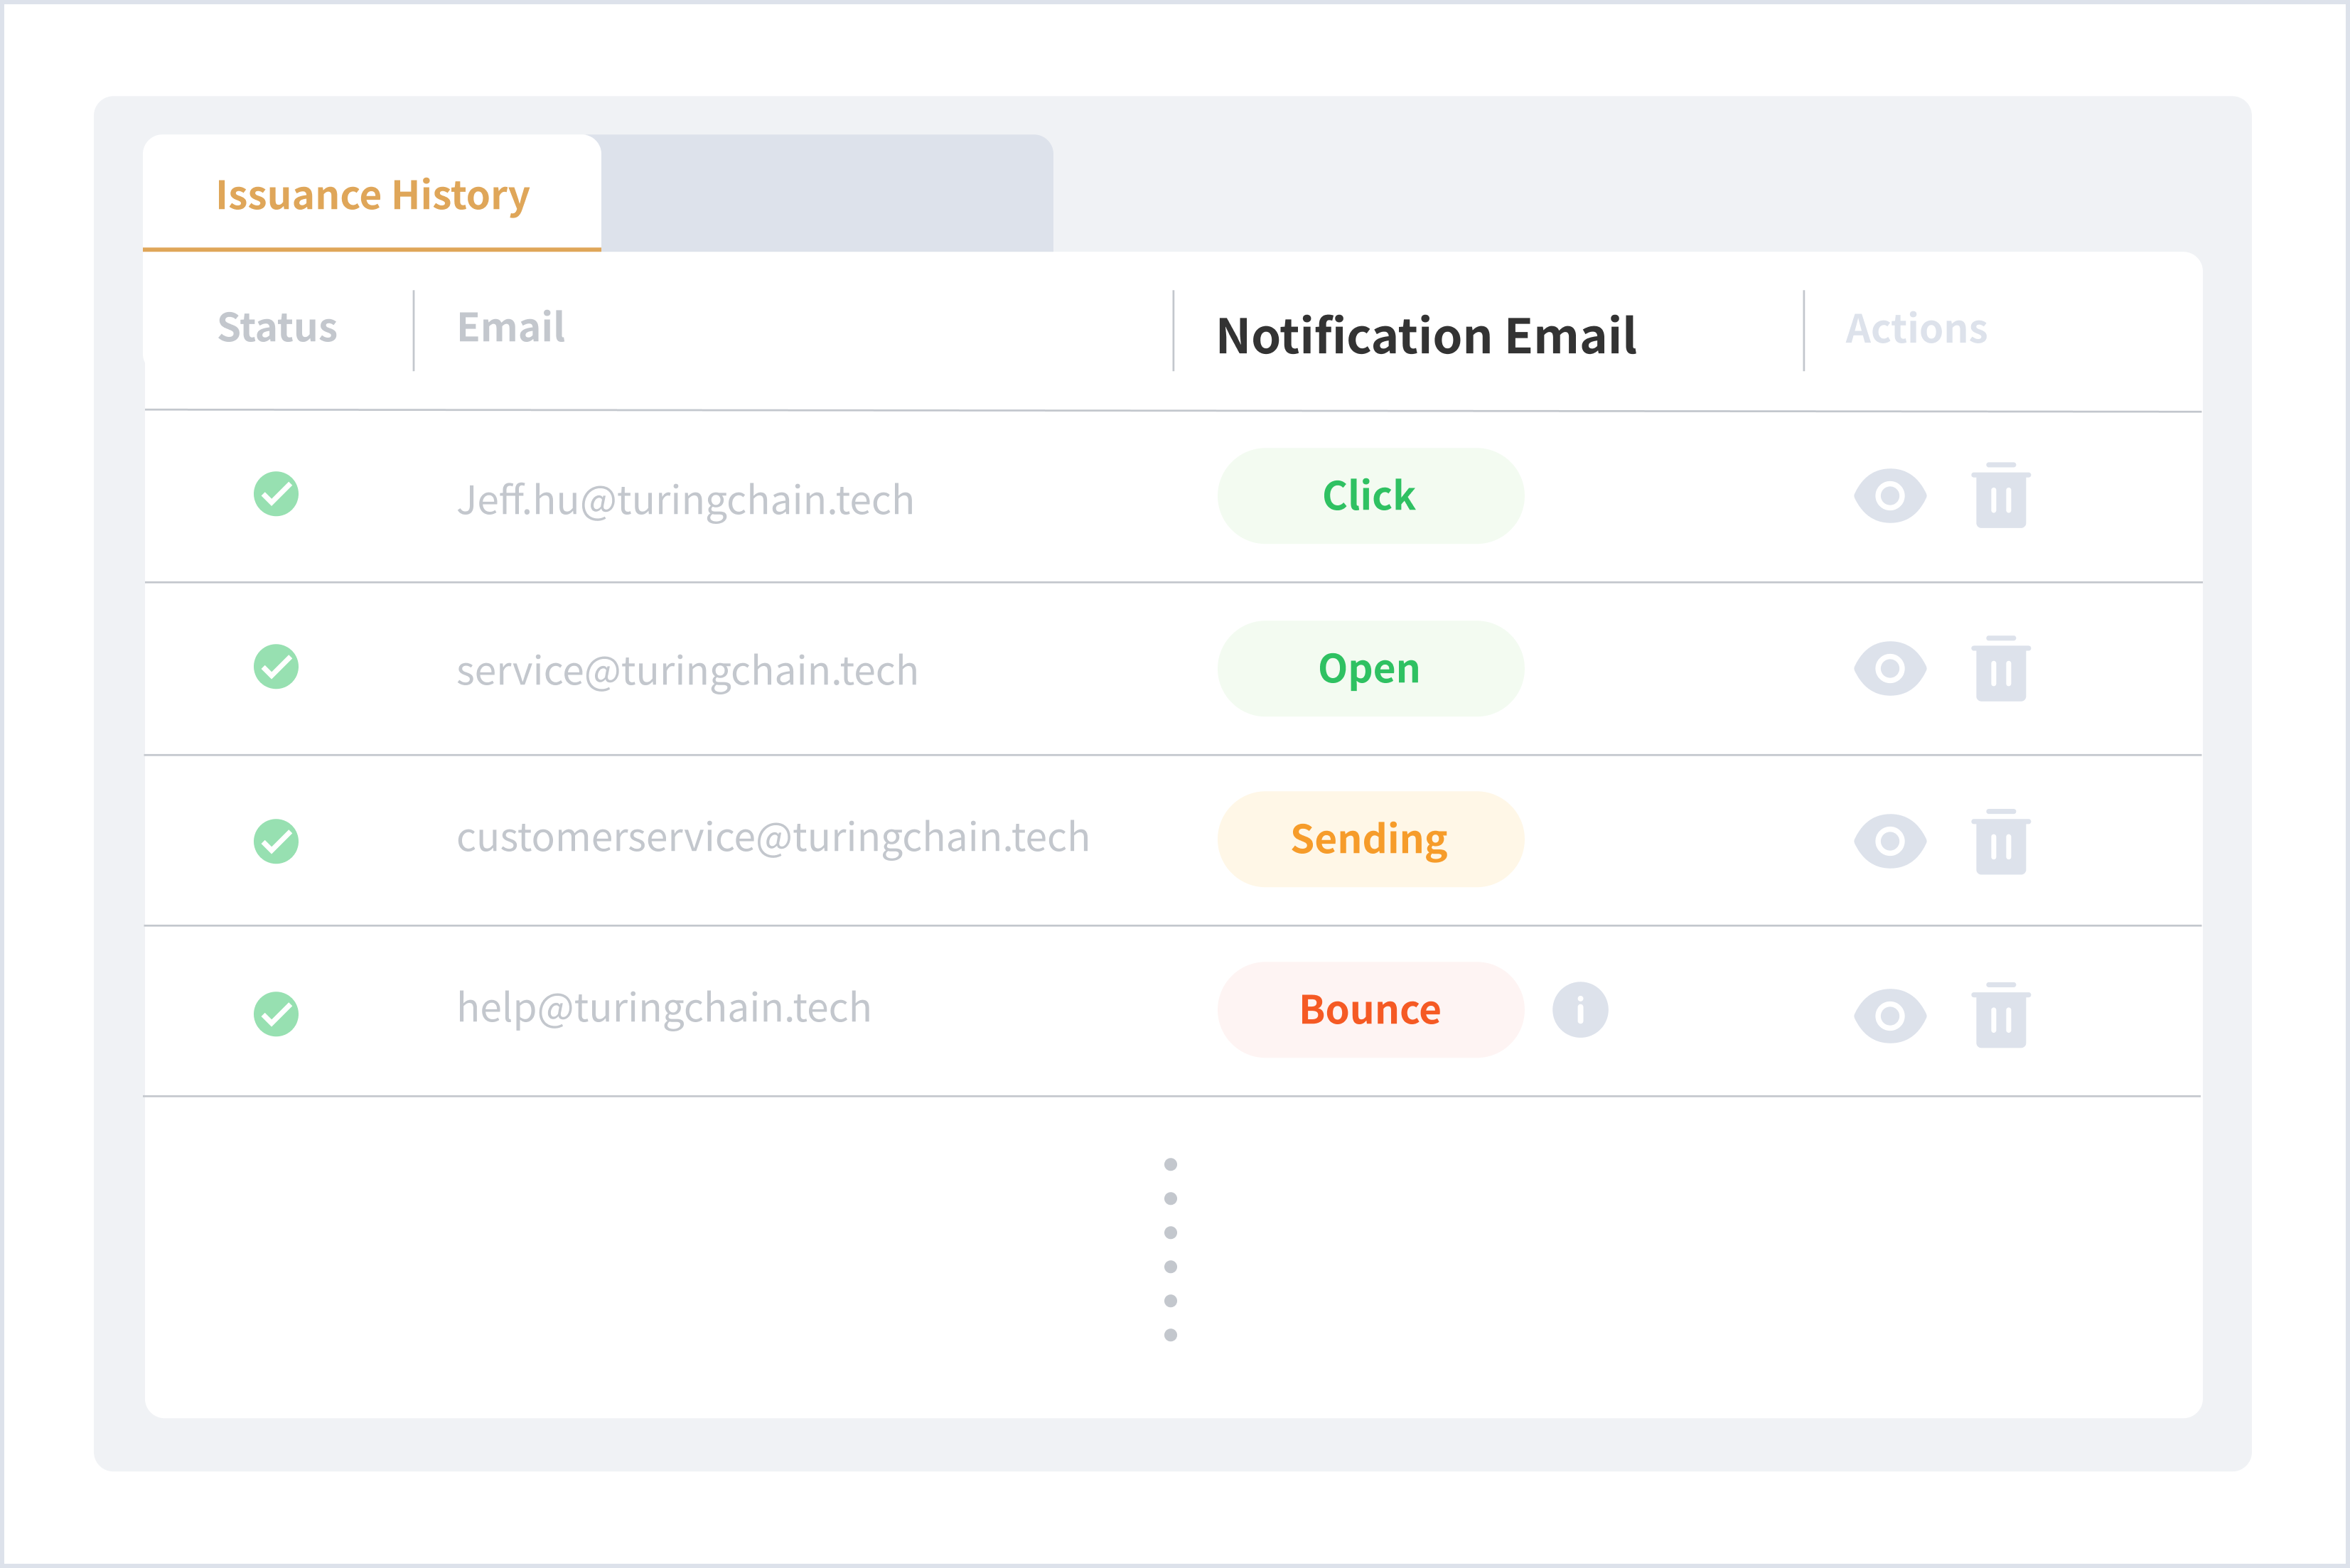 Issuance History
Status Email Notification Email Actions
Jeff.hu@turingchain.tech Click
service@turingchain.tech Open
customerservice@turingchain.tech Sending
help@turingchain.tech Bounce